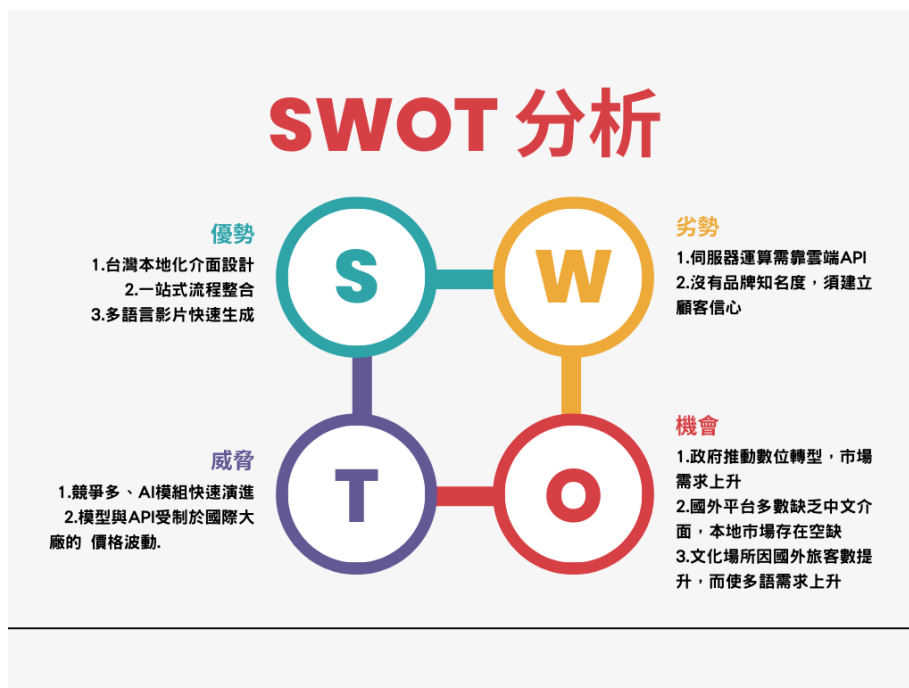 SWOT 分析
優勢
1.台灣本地化介面設計
2.一站式流程整合
3.多語言影片快速生成
S
W
劣勢
1.伺服器運算需靠雲端API
2.沒有品牌知名度，須建立
顧客信心
威脅
1.競爭多、AI模組快速演進
2.模型與API受制於國際大
廠的 價格波動.
T
O
機會
1.政府推動數位轉型，市場
需求上升
2.國外平台多數缺乏中文介
面，本地市場存在空缺
3.文化場所因國外旅客數提
升，而使多語需求上升